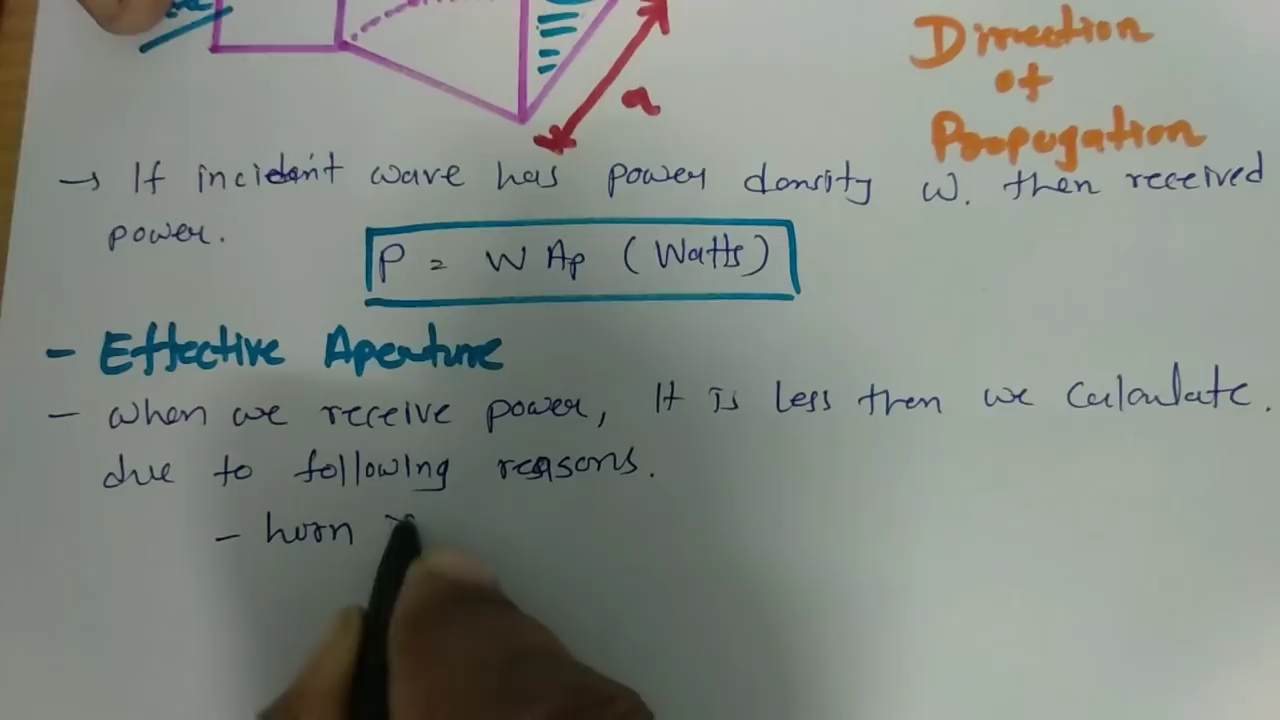 Direction
of
Propugation
a
→ If incident wave has power density W. then received
power.
P = W Ap (Watts)
- Effective Aperture
- when we receive power, It is less then we calculate.
due to following reasons.
- horn